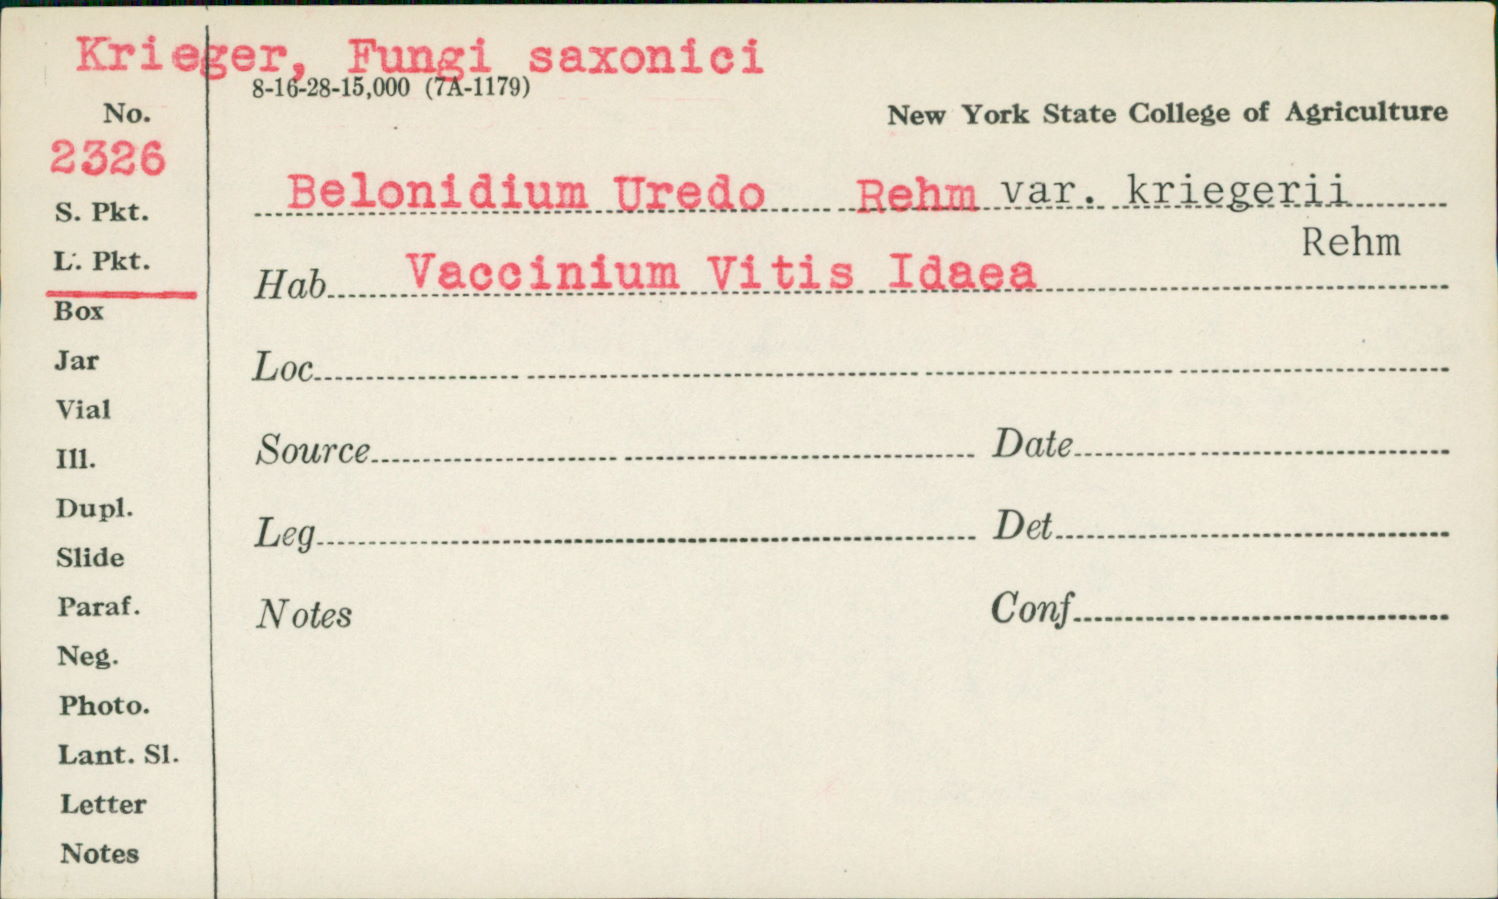 Krieger, Fungi saxonici
8-16-28-15,000 (7A-1179)
No.
New York State College of Agriculture
2326
Belonidium Uredo Rehm var. kriegerii
S. Pkt.
Rehm
L. Pkt.
Hab. Vaccinium Vitis Idaea
Box
Jar
Loc.
Vial
Ill.
Source
Date
Dupl.
Leg
Det
Slide
Paraf.
Notes
Conf
Neg.
Photo.
Lant. Sl.
Letter
Notes